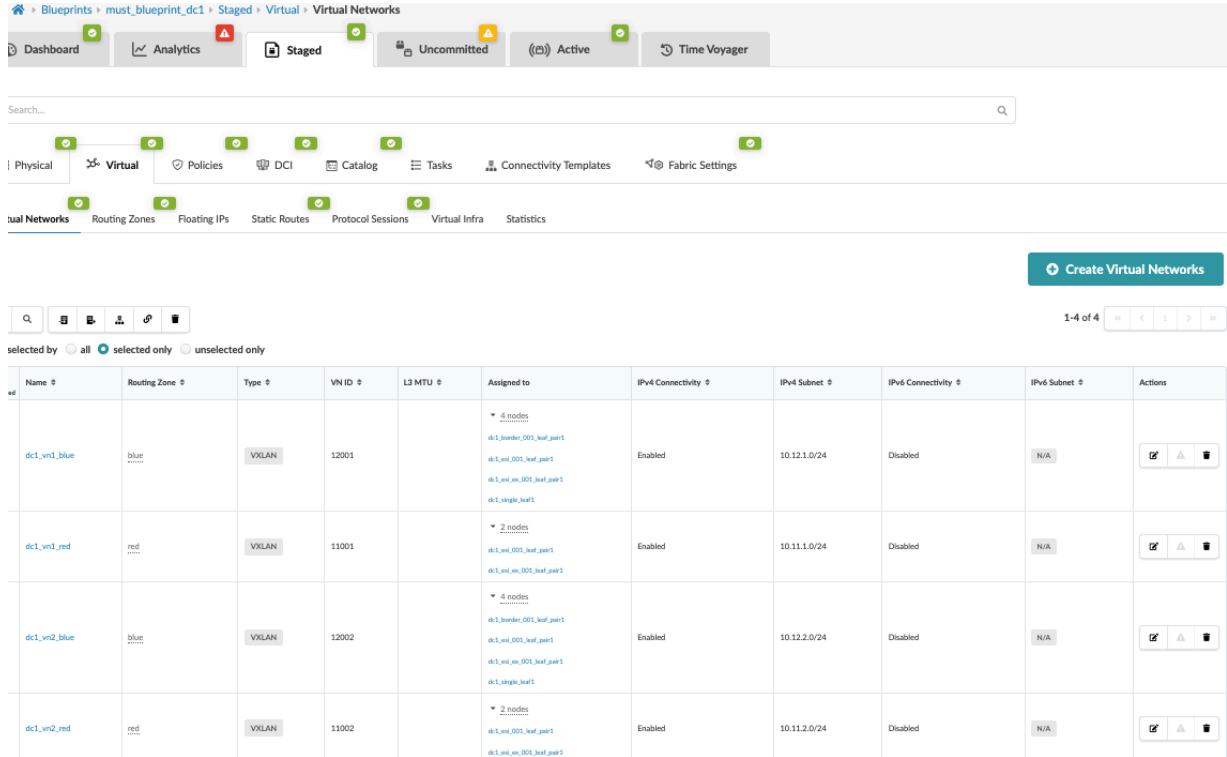 Blueprints › must_blueprint_dc1 › Staged › Virtual › Virtual Networks
Dashboard Analytics Staged Uncommitted Active Time Voyager
Search...
Physical Virtual Policies DCI Catalog Tasks Connectivity Templates Fabric Settings
tual Networks Routing Zones Floating IPs Static Routes Protocol Sessions Virtual Infra Statistics
Create Virtual Networks
1-4 of 4 « < 1 > »
selected by all selected only unselected only
ed Name Routing Zone Type VN ID L3 MTU Assigned to IPv4 Connectivity IPv4 Subnet IPv6 Connectivity IPv6 Subnet Actions
4 nodes
dc1_border_001_leaf_pair1
dc1_vn1_blue blue VXLAN 12001 dc1_esi_001_leaf_pair1 Enabled 10.12.1.0/24 Disabled N/A
dc1_esi_ex_001_leaf_pair1
dc1_single_leaf1
2 nodes
dc1_vn1_red red VXLAN 11001 dc1_esi_001_leaf_pair1 Enabled 10.11.1.0/24 Disabled N/A
dc1_esi_ex_001_leaf_pair1
4 nodes
dc1_border_001_leaf_pair1
dc1_vn2_blue blue VXLAN 12002 dc1_esi_001_leaf_pair1 Enabled 10.12.2.0/24 Disabled N/A
dc1_esi_ex_001_leaf_pair1
dc1_single_leaf1
2 nodes
dc1_vn2_red red VXLAN 11002 dc1_esi_001_leaf_pair1 Enabled 10.11.2.0/24 Disabled N/A
dc1_esi_ex_001_leaf_pair1